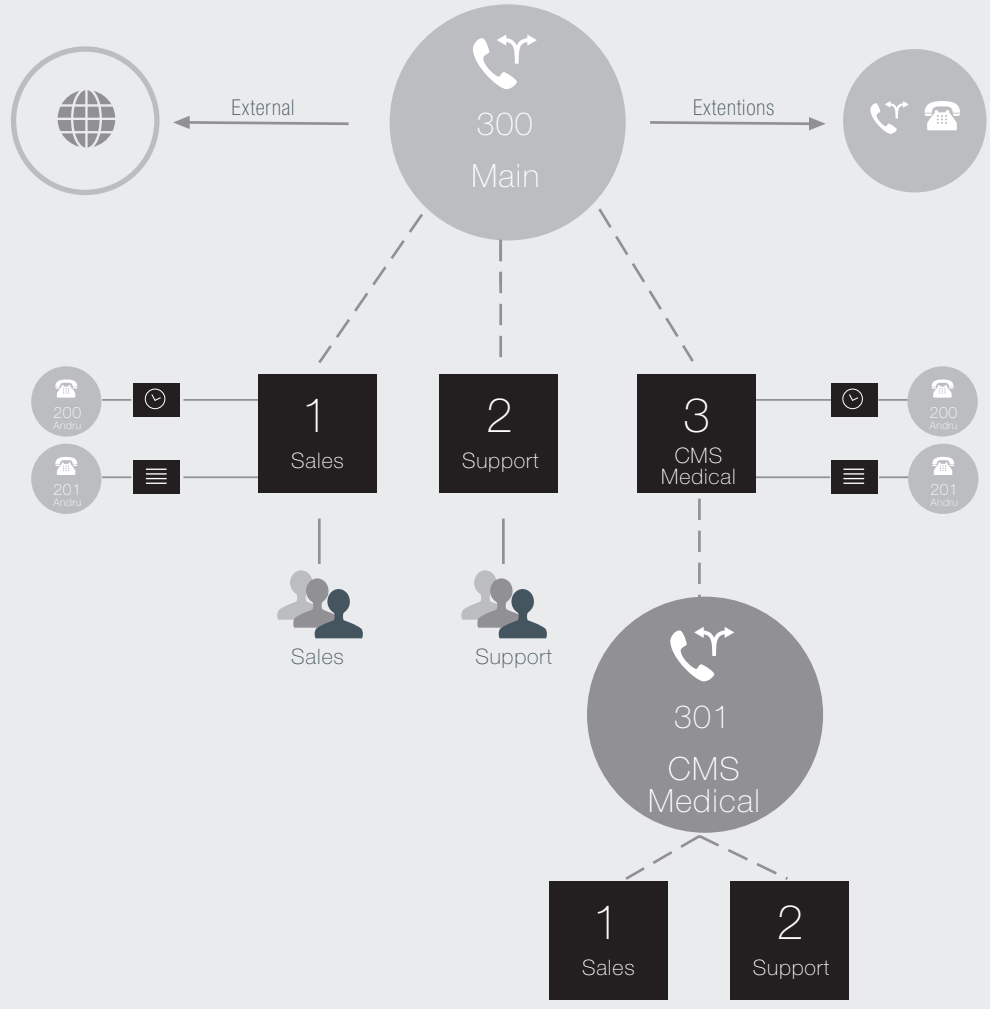 External
300
Main
Extentions
200
Andru
201
Andru
1
Sales
2
Support
3
CMS
Medical
200
Andru
201
Andru
Sales
Support
301
CMS
Medical
1
Sales
2
Support